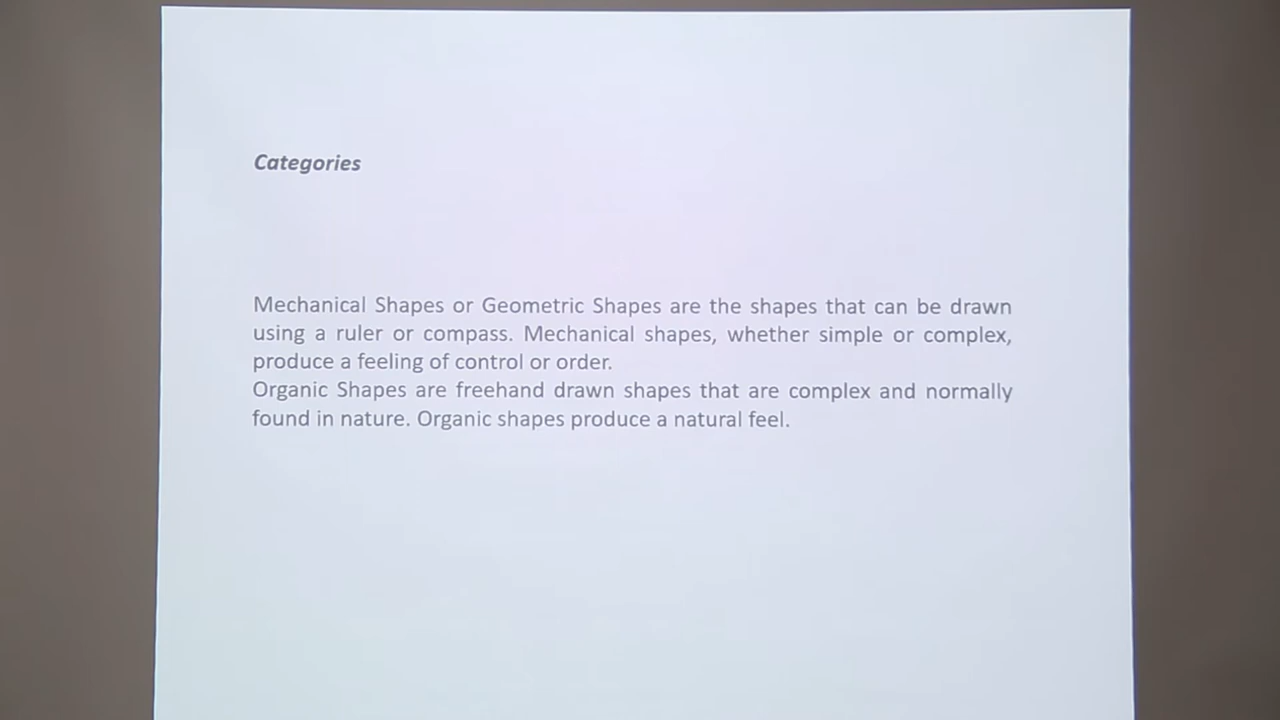 Categories
Mechanical Shapes or Geometric Shapes are the shapes that can be drawn
using a ruler or compass. Mechanical shapes, whether simple or complex,
produce a feeling of control or order.
Organic Shapes are freehand drawn shapes that are complex and normally
found in nature. Organic shapes produce a natural feel.